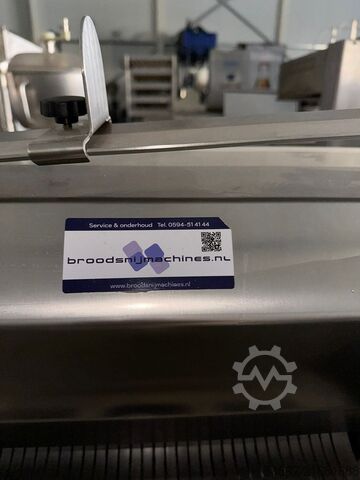 Service & onderhoud Tel. 0594-51 41 44
broodsnijmachines.nl
www.broodsnijmachines.nl